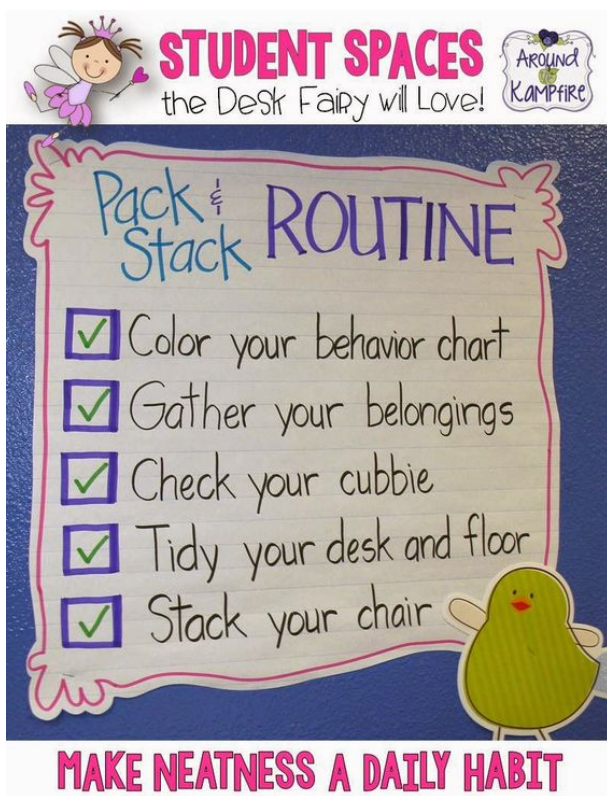 STUDENT SPACES
the Desk Fairy will Love!
Around
the
Kampfire
Pack &
Stack
ROUTINE
Color your behavior chart
Gather your belongings
Check your cubbie
Tidy your desk and floor
Stack your chair
MAKE NEATNESS A DAILY HABIT